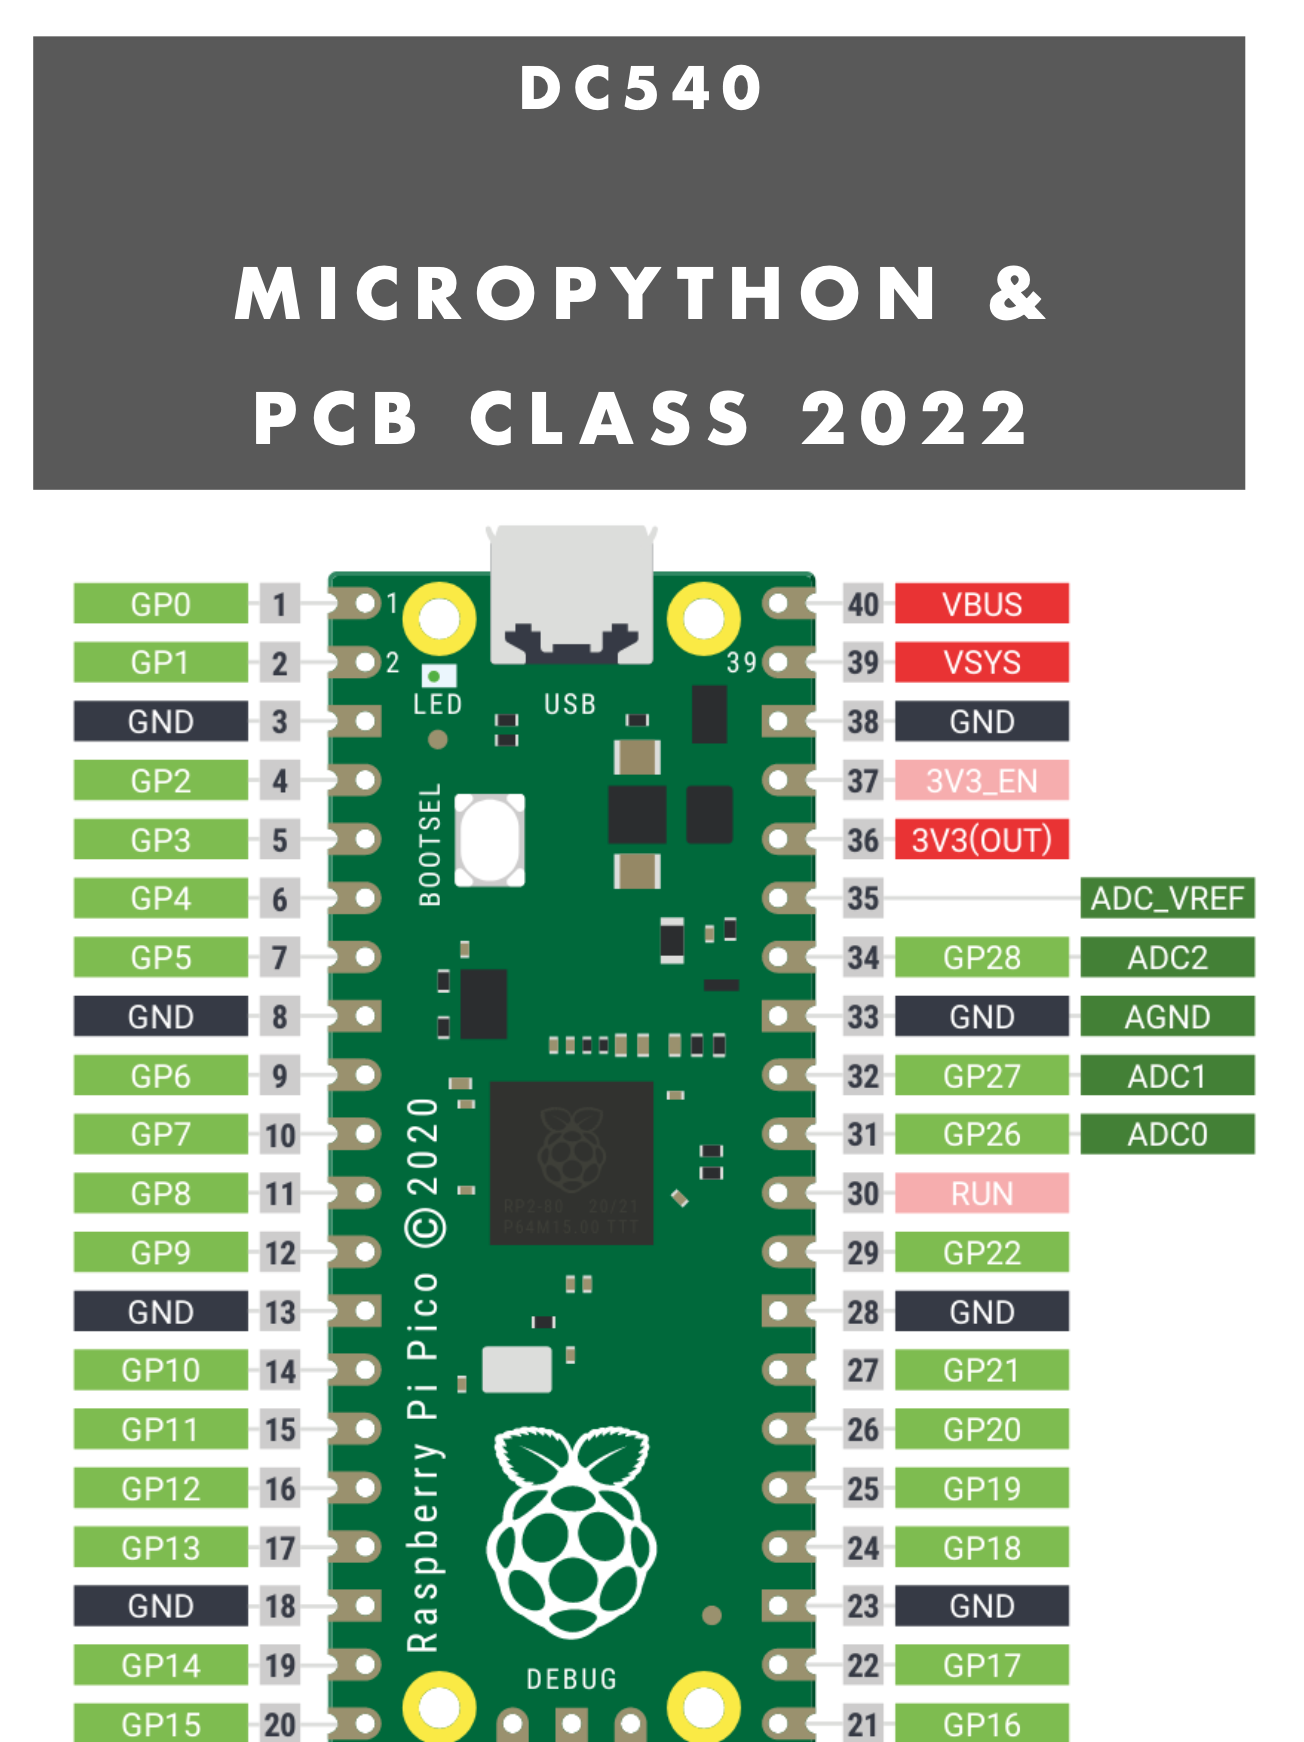 DC540
MICROPYTHON &
PCB CLASS 2022
GP0 1 1 40 VBUS
GP1 2 2 39 39 VSYS
LED USB
GND 3 38 GND
GP2 4 37 3V3_EN
BOOTSEL
GP3 5 36 3V3(OUT)
GP4 6 35 ADC_VREF
GP5 7 34 GP28 ADC2
GND 8 33 GND AGND
GP6 9 32 GP27 ADC1
GP7 10 31 GP26 ADC0
GP8 11 30 RUN
RP2-80 20/21
P64M15.00 TTT
GP9 12 29 GP22
GND 13 28 GND
GP10 14 27 GP21
Raspberry Pi Pico ©2020
GP11 15 26 GP20
GP12 16 25 GP19
GP13 17 24 GP18
GND 18 23 GND
GP14 19 22 GP17
DEBUG
GP15 20 21 GP16